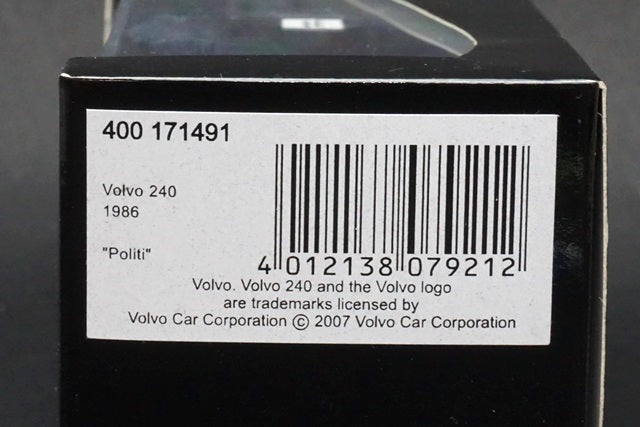 400 171491
Volvo 240
1986
"Politi"
4 012138 079212
Volvo. Volvo 240 and the Volvo logo
are trademarks licensed by
Volvo Car Corporation © 2007 Volvo Car Corporation